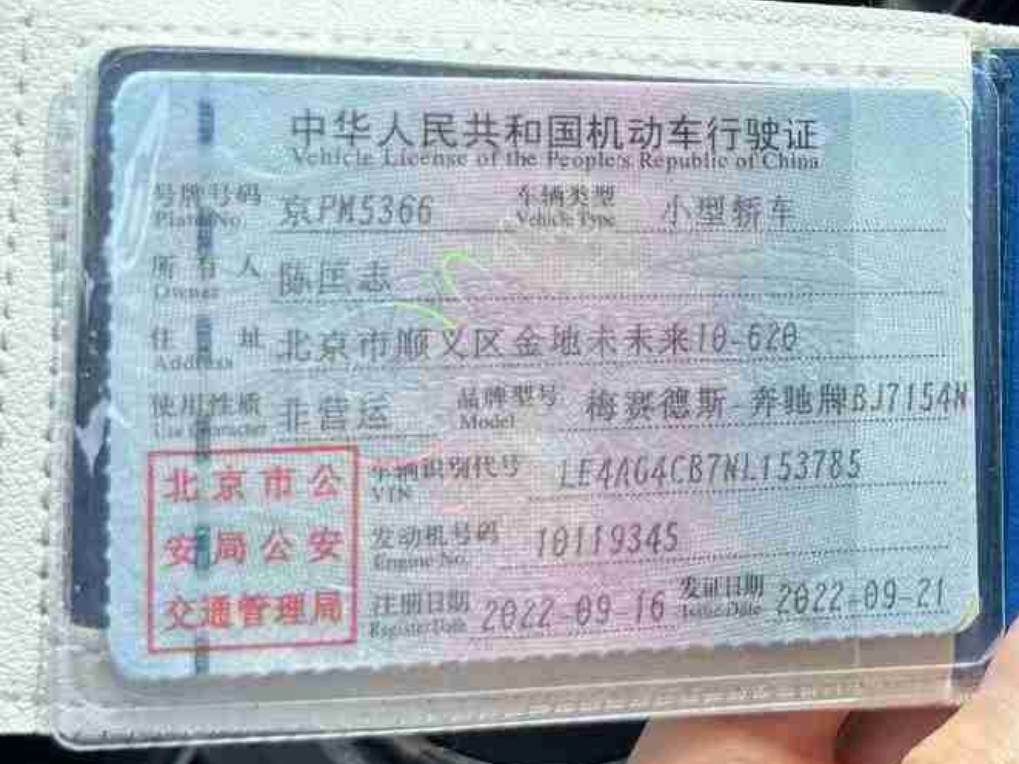 中华人民共和国机动车行驶证
Vehicle License of the People's Republic of China
号牌号码 京PM5366 车辆类型 小型轿车
Plate No. Vehicle Type
所有人 陈匡志
Owner
住址 北京市顺义区金地未未来10-620
Address
使用性质 非营运 品牌型号 梅赛德斯-奔驰牌BJ7154N
Use Character Model
北京市公
安局公安
交通管理局
车辆识别代号 LE4AG4CB7NL153785
VIN
发动机号码 10119345
Engine No.
注册日期 2022-09-16 发证日期 2022-09-21
Register Date Issue Date